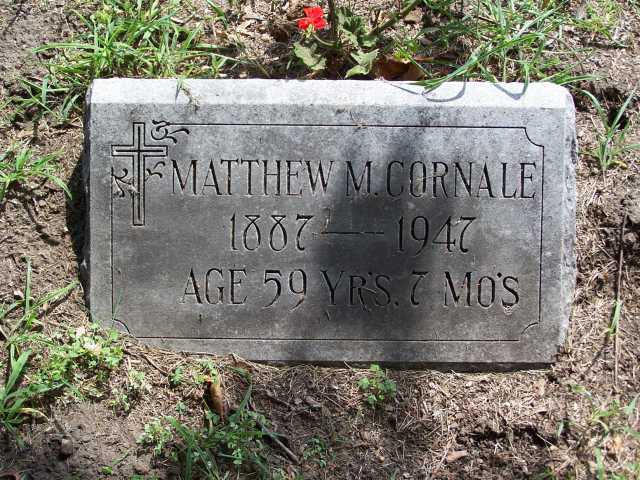 MATTHEW M. CORNALE
1887 — 1947
AGE 59 YR'S. 7 MO'S